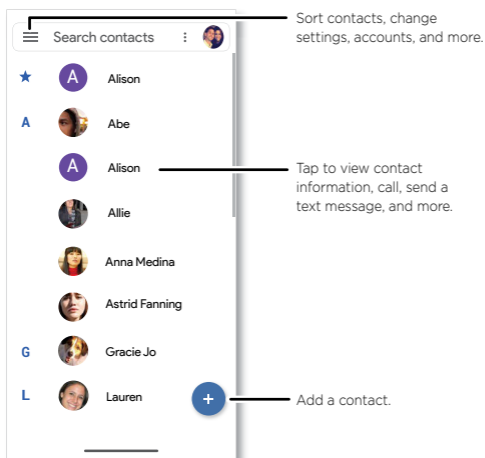 Sort contacts, change
settings, accounts, and more.
Search contacts
A Alison
A Abe
A Alison
Tap to view contact
information, call, send a
text message, and more.
Allie
Anna Medina
Astrid Fanning
G Gracie Jo
L Lauren
+
Add a contact.